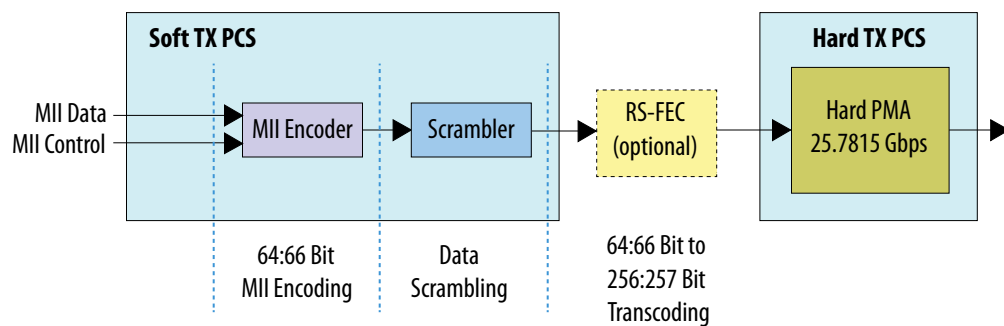 Soft TX PCS
Hard TX PCS
MII Data
MII Control
MII Encoder
Scrambler
RS-FEC
(optional)
Hard PMA
25.7815 Gbps
64:66 Bit
MII Encoding
Data
Scrambling
64:66 Bit to
256:257 Bit
Transcoding